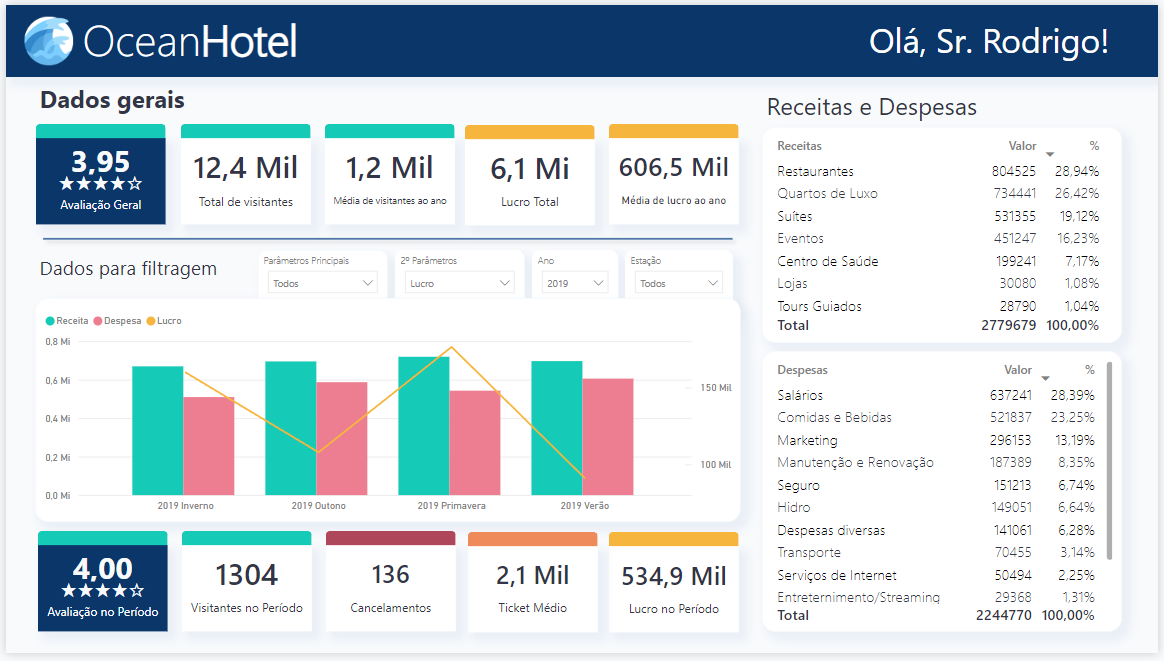 OceanHotel
Olá, Sr. Rodrigo!
Dados gerais
3,95
★★★★☆
Avaliação Geral
12,4 Mil
Total de visitantes
1,2 Mil
Média de visitantes ao ano
6,1 Mi
Lucro Total
606,5 Mil
Média de lucro ao ano
Dados para filtragem
Parâmetros Principais
Todos
2º Parâmetros
Lucro
Ano
2019
Estação
Todos
Receita Despesa Lucro
0,8 Mi
0,6 Mi
0,4 Mi
0,2 Mi
0,0 Mi
150 Mil
100 Mil
2019 Inverno 2019 Outono 2019 Primavera 2019 Verão
4,00
★★★★☆
Avaliação no Período
1304
Visitantes no Período
136
Cancelamentos
2,1 Mil
Ticket Médio
534,9 Mil
Lucro no Período
Receitas e Despesas
Receitas Valor %
Restaurantes 804525 28,94%
Quartos de Luxo 734441 26,42%
Suítes 531355 19,12%
Eventos 451247 16,23%
Centro de Saúde 199241 7,17%
Lojas 30080 1,08%
Tours Guiados 28790 1,04%
Total 2779679 100,00%
Despesas Valor %
Salários 637241 28,39%
Comidas e Bebidas 521837 23,25%
Marketing 296153 13,19%
Manutenção e Renovação 187389 8,35%
Seguro 151213 6,74%
Hidro 149051 6,64%
Despesas diversas 141061 6,28%
Transporte 70455 3,14%
Serviços de Internet 50494 2,25%
Entreternimento/Streaming 29368 1,31%
Total 2244770 100,00%